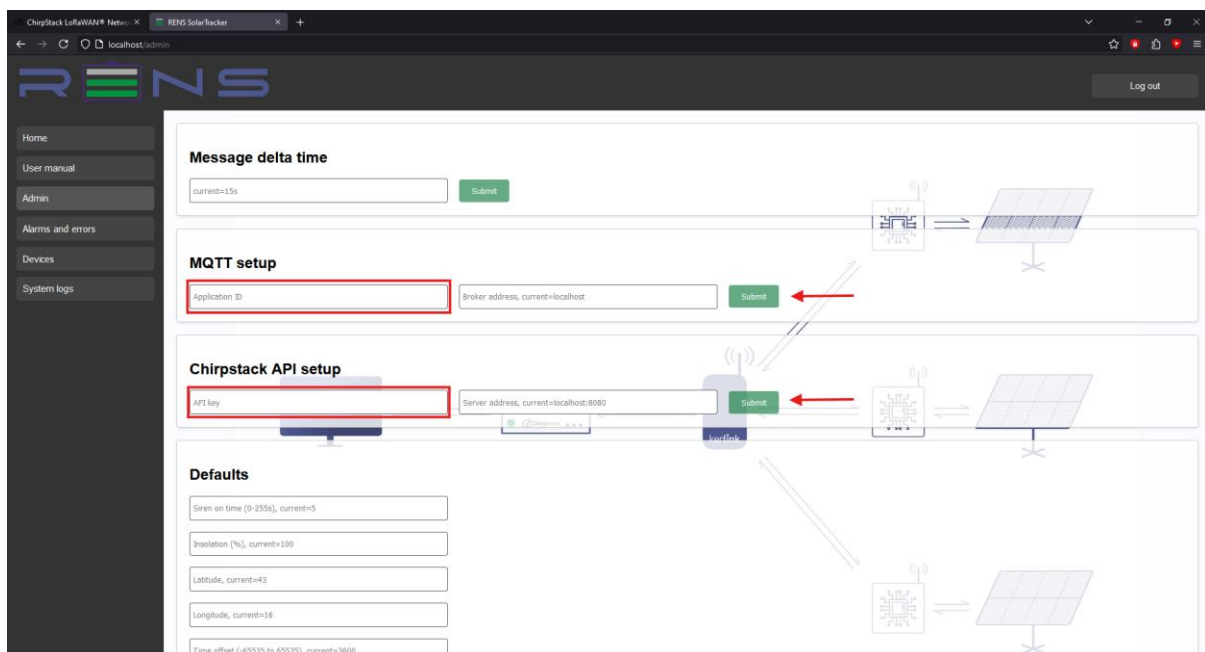 ChirpStack LoRaWAN® Networ
RENS SolarTracker
localhost/admin
RENS
Log out
Home
User manual
Admin
Alarms and errors
Devices
System logs
Message delta time
current=15s
Submit
MQTT setup
Application ID
Broker address, current=localhost
Submit
Chirpstack API setup
API key
Server address, current=localhost:8080
Submit
kerlink
Defaults
Siren on time (0-255s), current=5
Insolation (%), current=100
Latitude, current=43
Longitude, current=16
Time offset (-65535 to 65535), current=3600